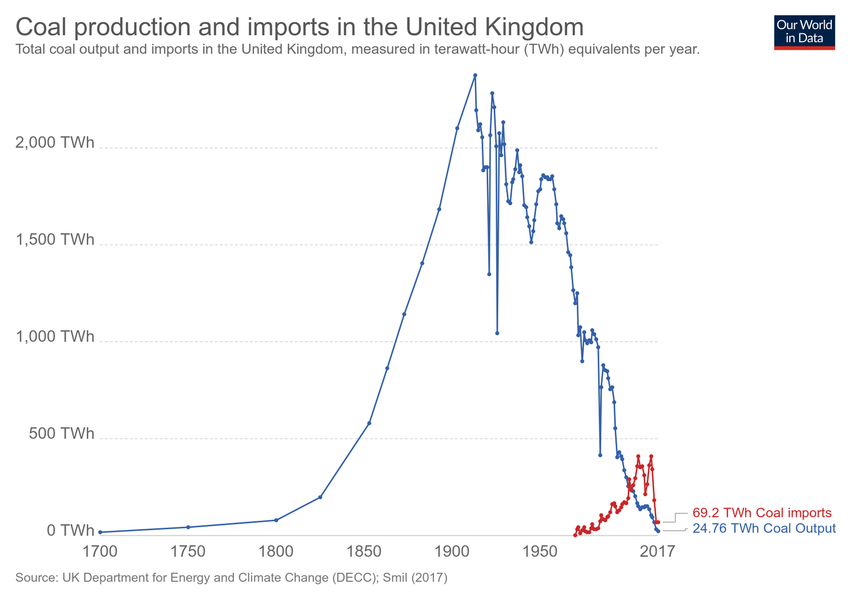 Coal production and imports in the United Kingdom
Our World
in Data
Total coal output and imports in the United Kingdom, measured in terawatt-hour (TWh) equivalents per year.
2,000 TWh
1,500 TWh
1,000 TWh
500 TWh
0 TWh
69.2 TWh Coal imports
24.76 TWh Coal Output
1700
1750
1800
1850
1900
1950
2017
Source: UK Department for Energy and Climate Change (DECC); Smil (2017)